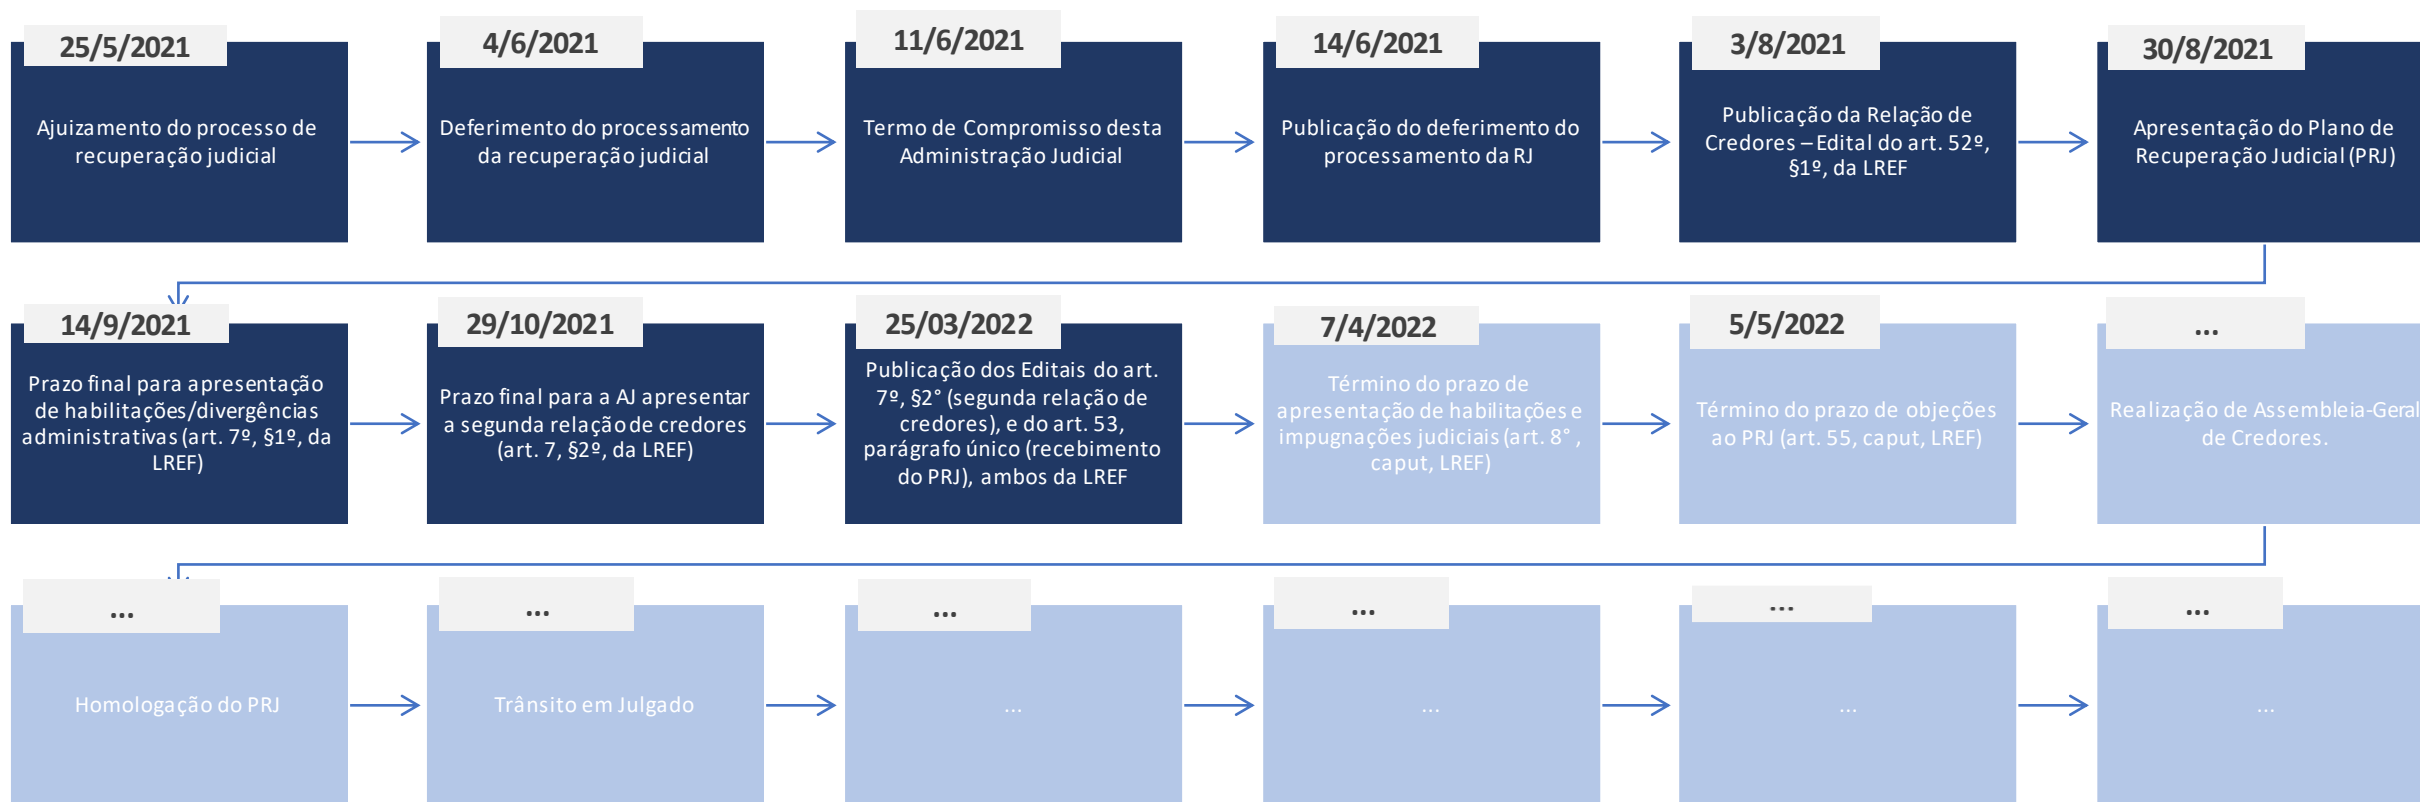 25/5/2021
Ajuizamento do processo de
recuperação judicial
4/6/2021
Deferimento do processamento
da recuperação judicial
11/6/2021
Termo de Compromisso desta
Administração Judicial
14/6/2021
Publicação do deferimento do
processamento da RJ
3/8/2021
Publicação da Relação de
Credores – Edital do art. 52º,
§1º, da LREF
30/8/2021
Apresentação do Plano de
Recuperação Judicial (PRJ)
14/9/2021
Prazo final para apresentação
de habilitações/divergências
administrativas (art. 7º, §1º, da
LREF)
29/10/2021
Prazo final para a AJ apresentar
a segunda relação de credores
(art. 7, §2º, da LREF)
25/03/2022
Publicação dos Editais do art.
7º, §2° (segunda relação de
credores), e do art. 53,
parágrafo único (recebimento
do PRJ), ambos da LREF
7/4/2022
Término do prazo de
apresentação de habilitações e
impugnações judiciais (art. 8° ,
caput, LREF)
5/5/2022
Término do prazo de objeções
ao PRJ (art. 55, caput, LREF)
...
Realização de Assembleia-Geral
de Credores.
...
Homologação do PRJ
...
Trânsito em Julgado
...
...
...
...
...
...
...
...